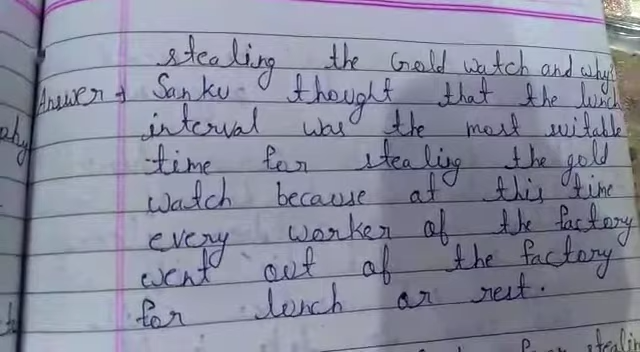 stealing the Gold watch and why?
Answer → Sanku thought that the lunch
interval was the most suitable
time for stealing the gold
watch because at this time
every worker of the factory
went out of the factory
for lunch or rest.